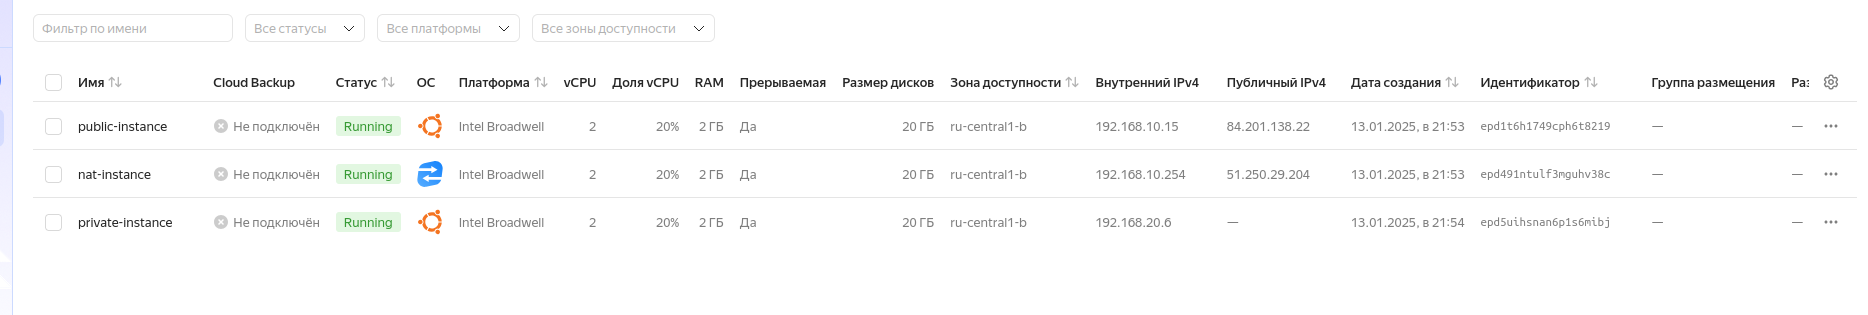 Фильтр по имени Все статусы Все платформы Все зоны доступности
Имя Cloud Backup Статус ОС Платформа vCPU Доля vCPU RAM Прерываемая Размер дисков Зона доступности Внутренний IPv4 Публичный IPv4 Дата создания Идентификатор Группа размещения Раз
public-instance Не подключён Running Intel Broadwell 2 20% 2 ГБ Да 20 ГБ ru-central1-b 192.168.10.15 84.201.138.22 13.01.2025, в 21:53 epd1t6h1749cph6t8219 — —
nat-instance Не подключён Running Intel Broadwell 2 20% 2 ГБ Да 20 ГБ ru-central1-b 192.168.10.254 51.250.29.204 13.01.2025, в 21:53 epd491ntulf3mguhv38c — —
private-instance Не подключён Running Intel Broadwell 2 20% 2 ГБ Да 20 ГБ ru-central1-b 192.168.20.6 — 13.01.2025, в 21:54 epd5uihsnan6p1s6mibj — —